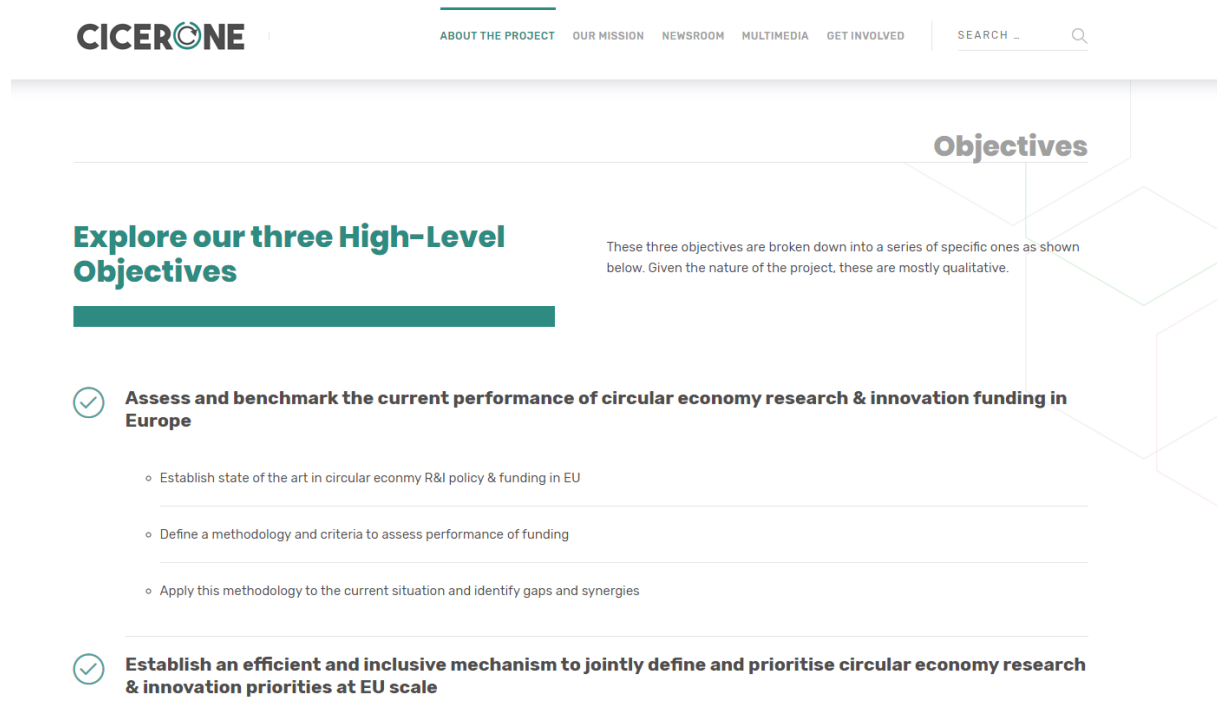 CICERONE
ABOUT THE PROJECT OUR MISSION NEWSROOM MULTIMEDIA GET INVOLVED SEARCH …
Objectives
Explore our three High-Level
Objectives
These three objectives are broken down into a series of specific ones as shown
below. Given the nature of the project, these are mostly qualitative.
Assess and benchmark the current performance of circular economy research & innovation funding in
Europe
Establish state of the art in circular econmy R&I policy & funding in EU
Define a methodology and criteria to assess performance of funding
Apply this methodology to the current situation and identify gaps and synergies
Establish an efficient and inclusive mechanism to jointly define and prioritise circular economy research
& innovation priorities at EU scale